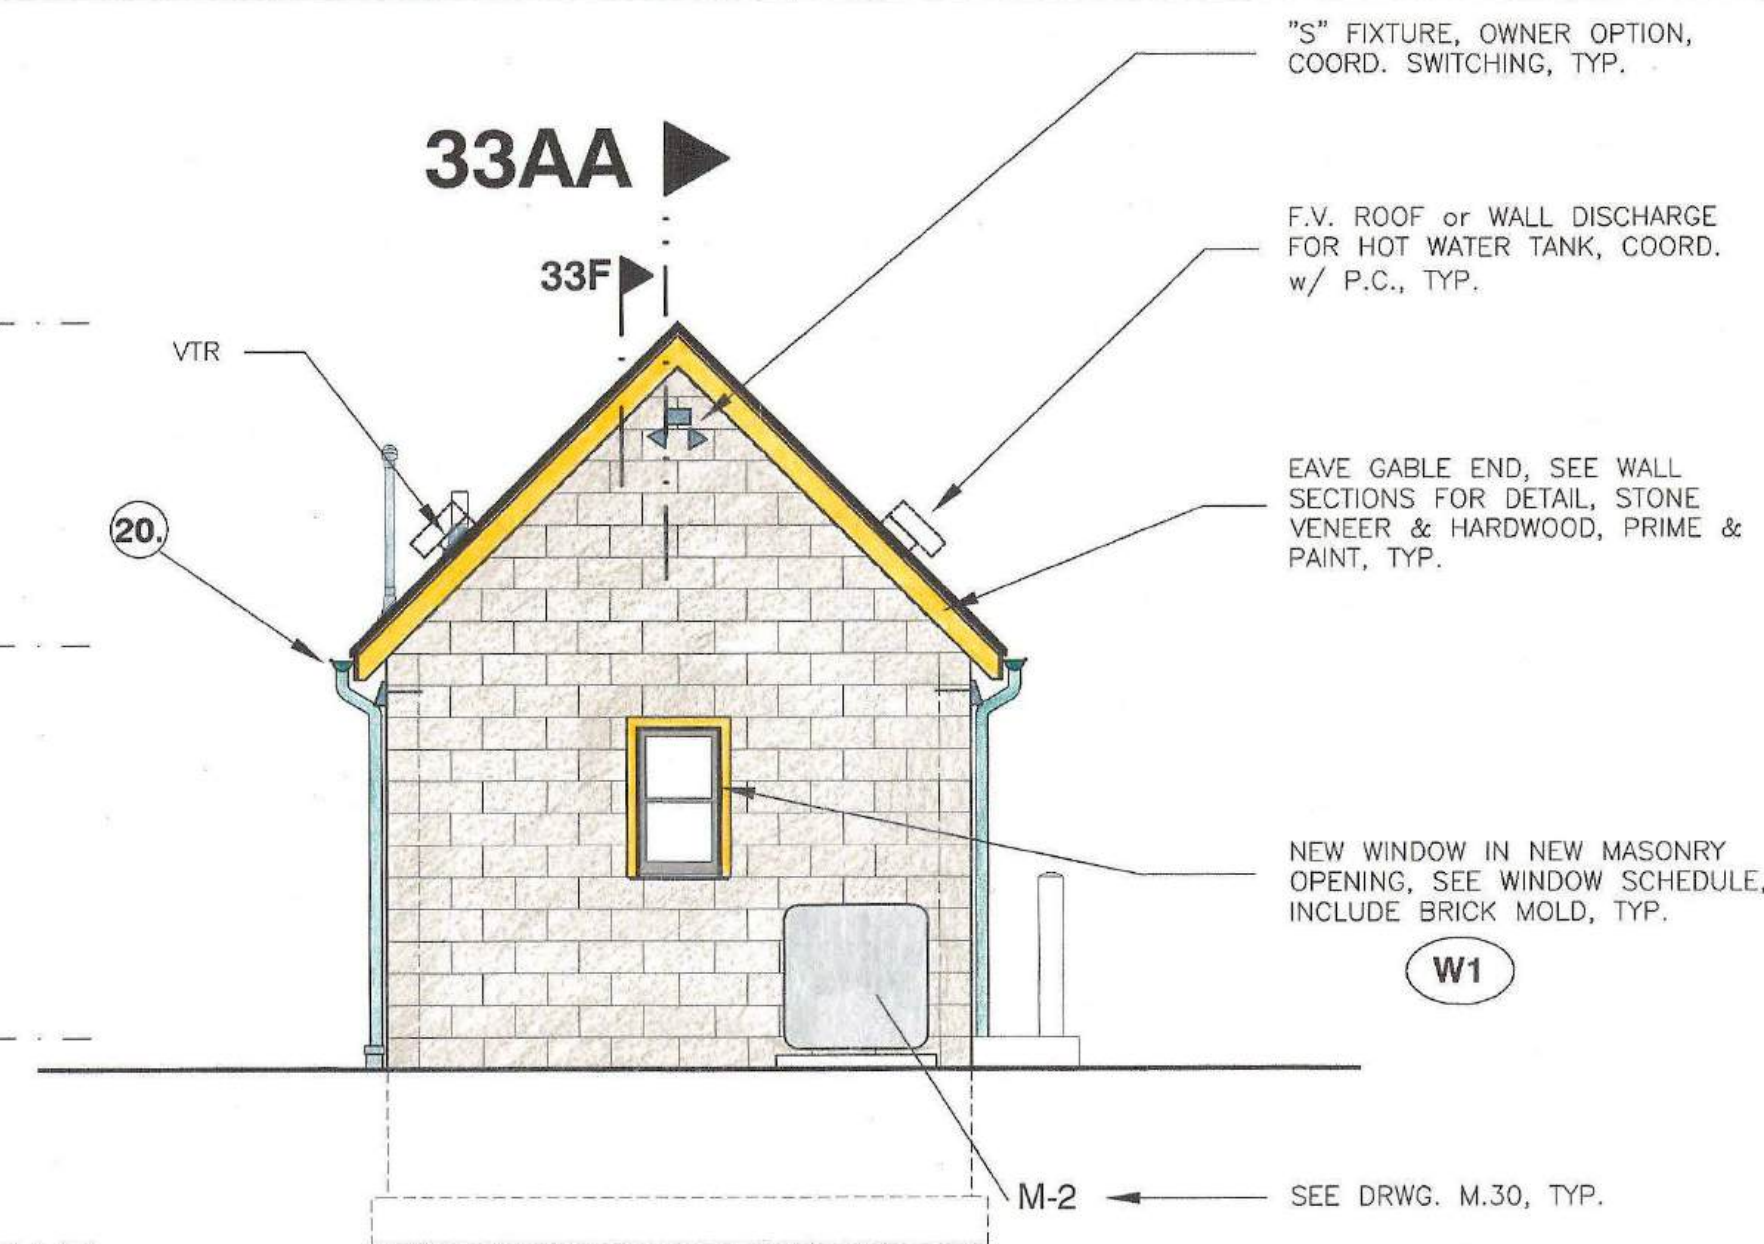 "S" FIXTURE, OWNER OPTION,
COORD. SWITCHING, TYP.
33AA
F.V. ROOF or WALL DISCHARGE
FOR HOT WATER TANK, COORD.
w/ P.C., TYP.
33F
VTR
EAVE GABLE END, SEE WALL
SECTIONS FOR DETAIL, STONE
VENEER & HARDWOOD, PRIME &
PAINT, TYP.
20.
NEW WINDOW IN NEW MASONRY
OPENING, SEE WINDOW SCHEDULE,
INCLUDE BRICK MOLD, TYP.
W1
M-2
SEE DRWG. M.30, TYP.